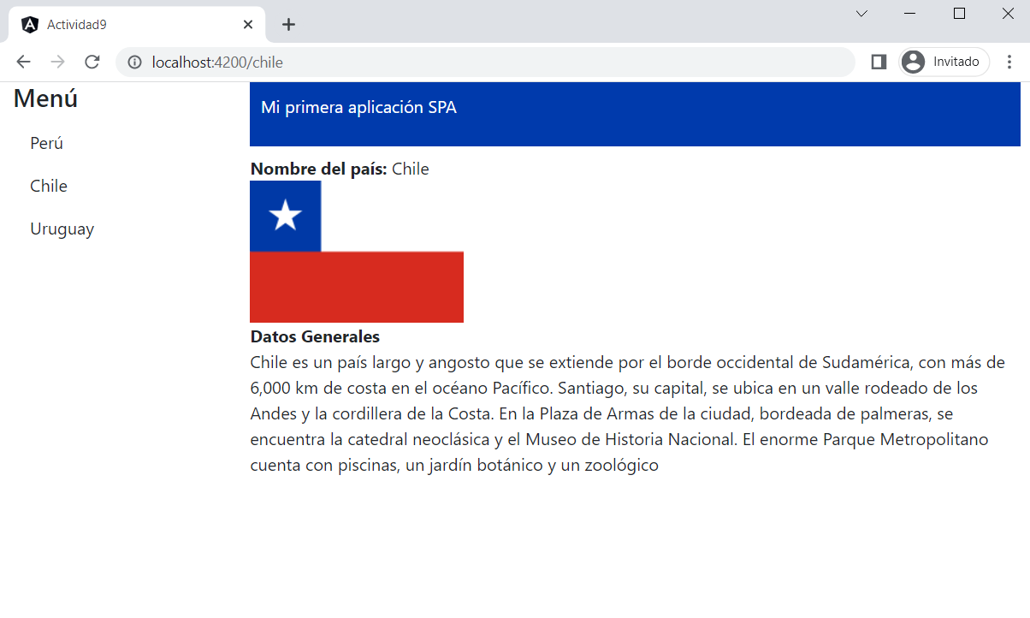 Actividad9
localhost:4200/chile
Invitado
Menú
Perú
Chile
Uruguay
Mi primera aplicación SPA
Nombre del país: Chile
Datos Generales
Chile es un país largo y angosto que se extiende por el borde occidental de Sudamérica, con más de
6,000 km de costa en el océano Pacífico. Santiago, su capital, se ubica en un valle rodeado de los
Andes y la cordillera de la Costa. En la Plaza de Armas de la ciudad, bordeada de palmeras, se
encuentra la catedral neoclásica y el Museo de Historia Nacional. El enorme Parque Metropolitano
cuenta con piscinas, un jardín botánico y un zoológico